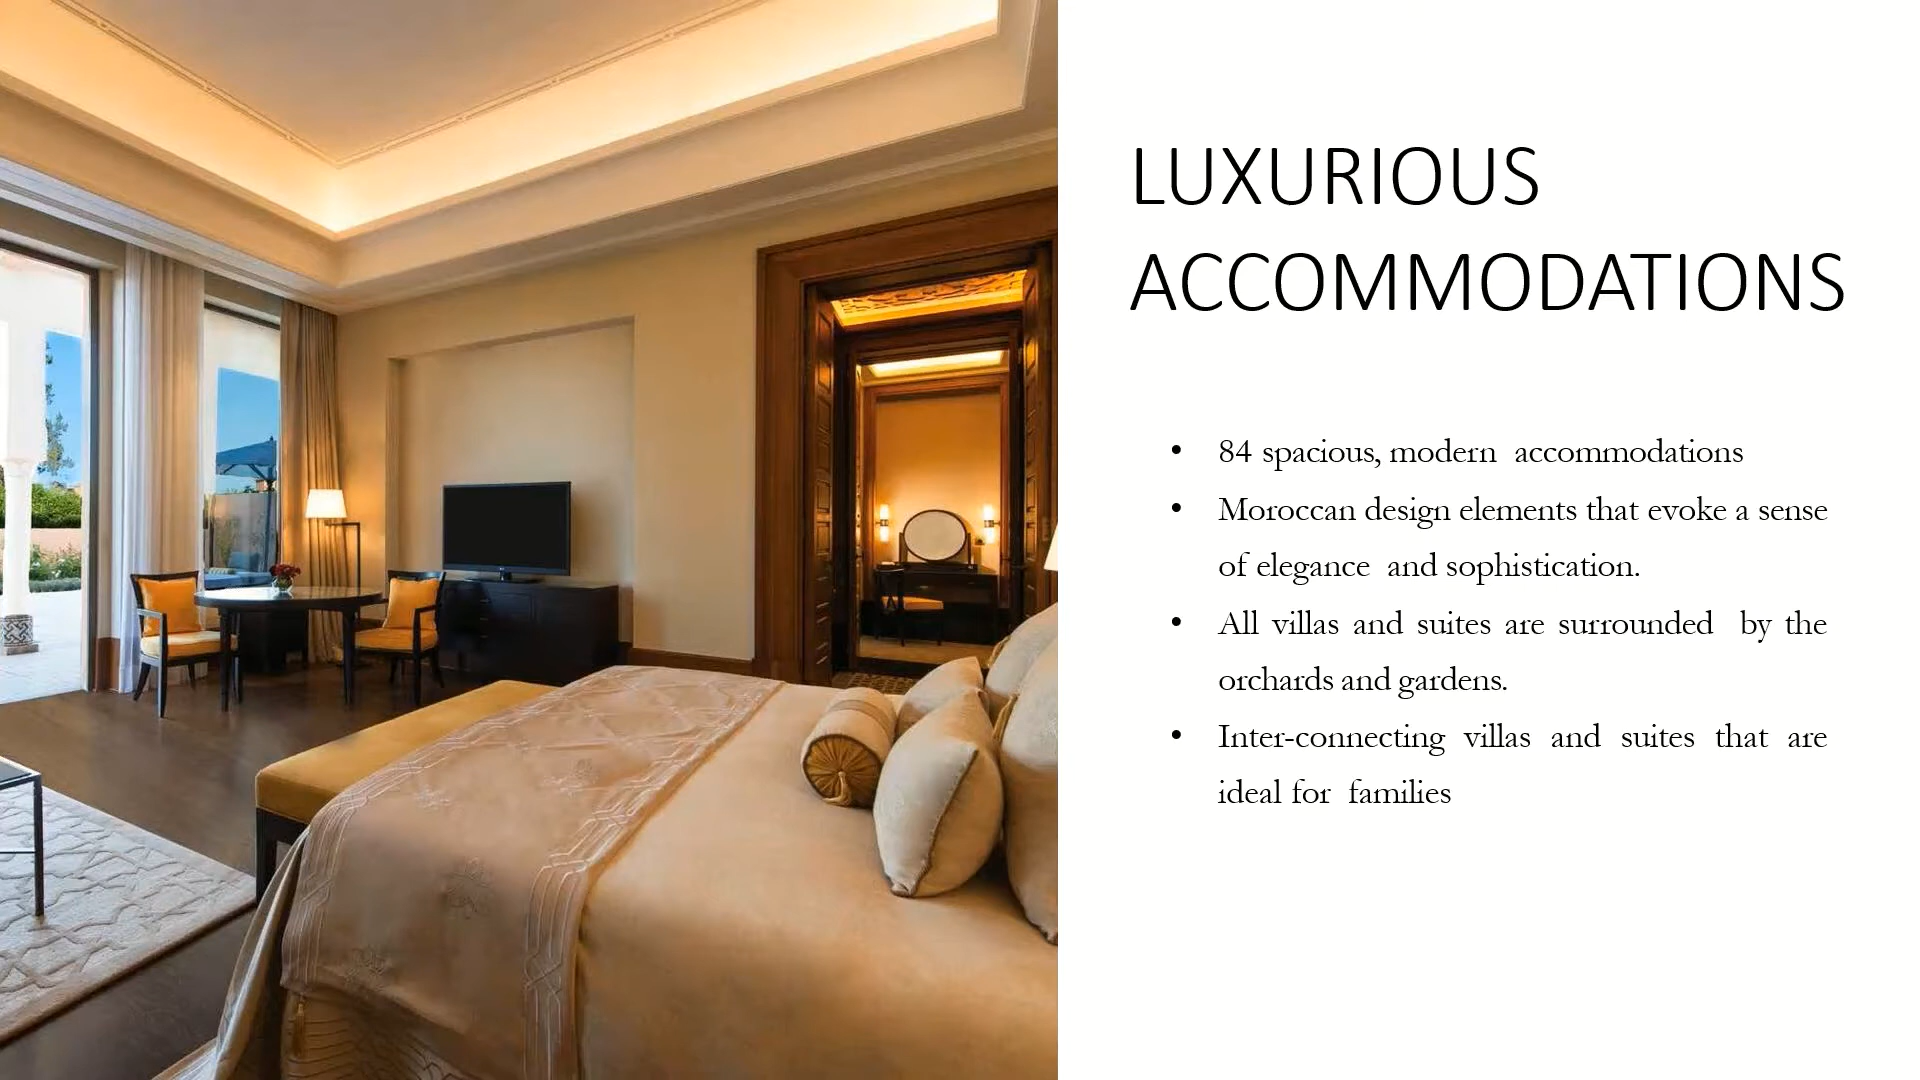 LUXURIOUS
ACCOMMODATIONS
• 84 spacious, modern accommodations
• Moroccan design elements that evoke a sense
of elegance and sophistication.
• All villas and suites are surrounded by the
orchards and gardens.
• Inter-connecting villas and suites that are
ideal for families